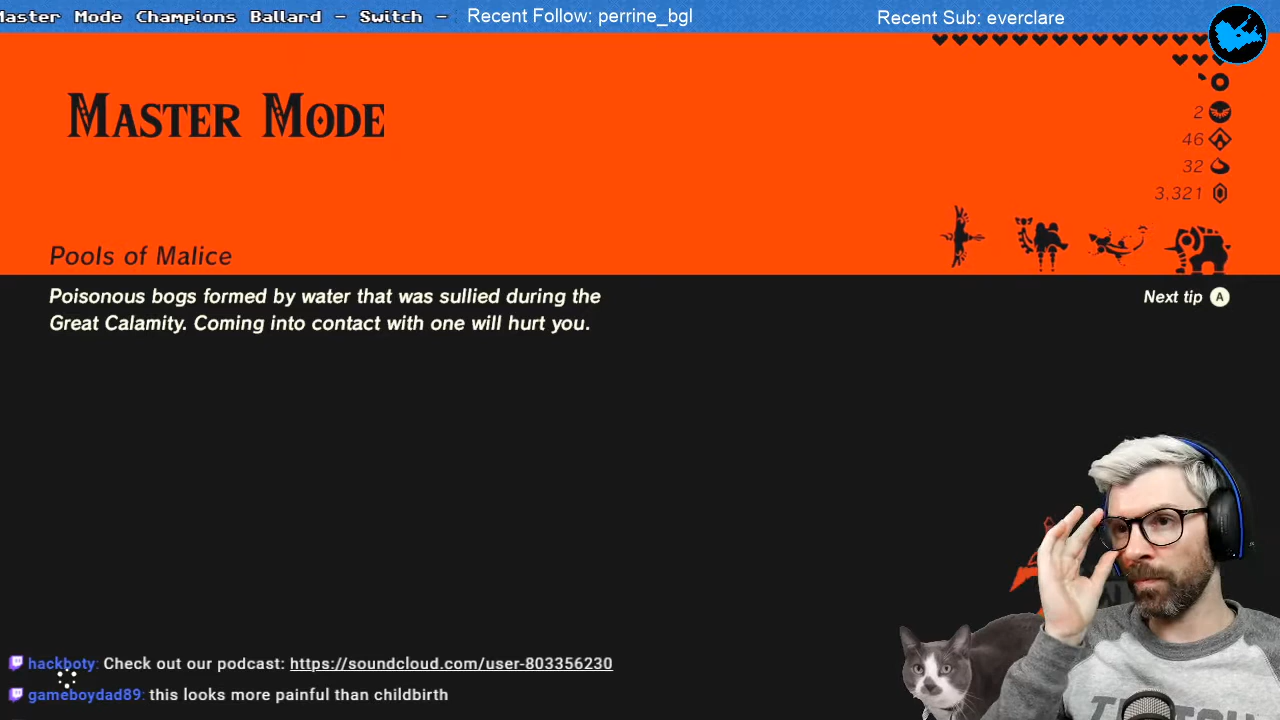 Master Mode Champions Ballard - Switch -
Recent Follow: perrine_bgl
Recent Sub: everclare
MASTER MODE
2
46
32
3,321
Pools of Malice
Poisonous bogs formed by water that was sullied during the
Great Calamity. Coming into contact with one will hurt you.
Next tip A
hackboty: Check out our podcast: https://soundcloud.com/user-803356230
gameboydad89: this looks more painful than childbirth